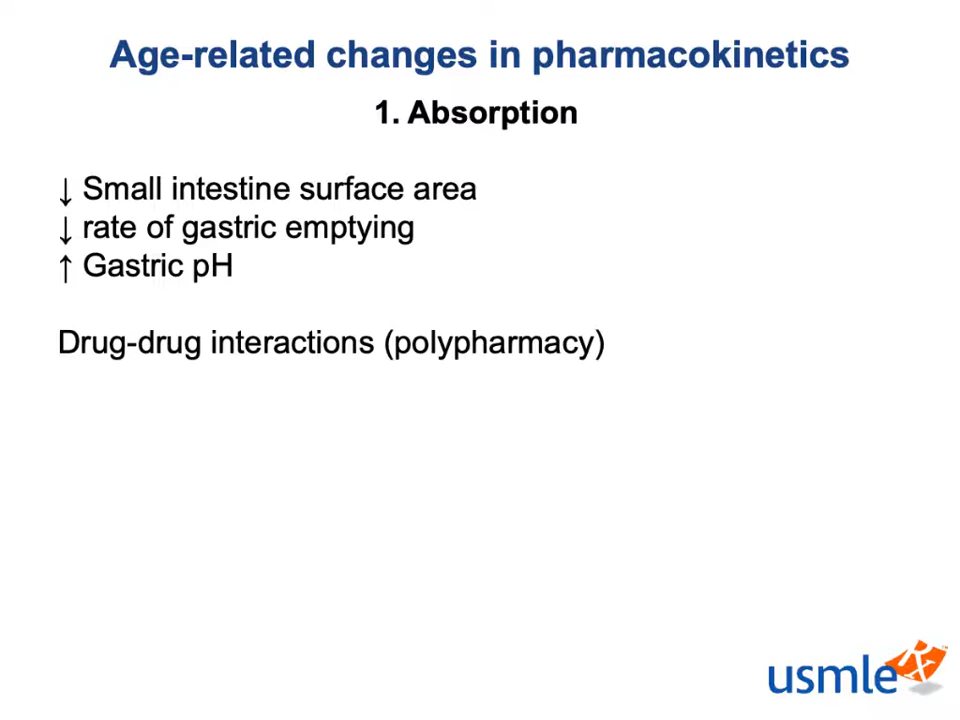 Age-related changes in pharmacokinetics
1. Absorption
↓ Small intestine surface area
↓ rate of gastric emptying
↑ Gastric pH
Drug-drug interactions (polypharmacy)
usmle Rx